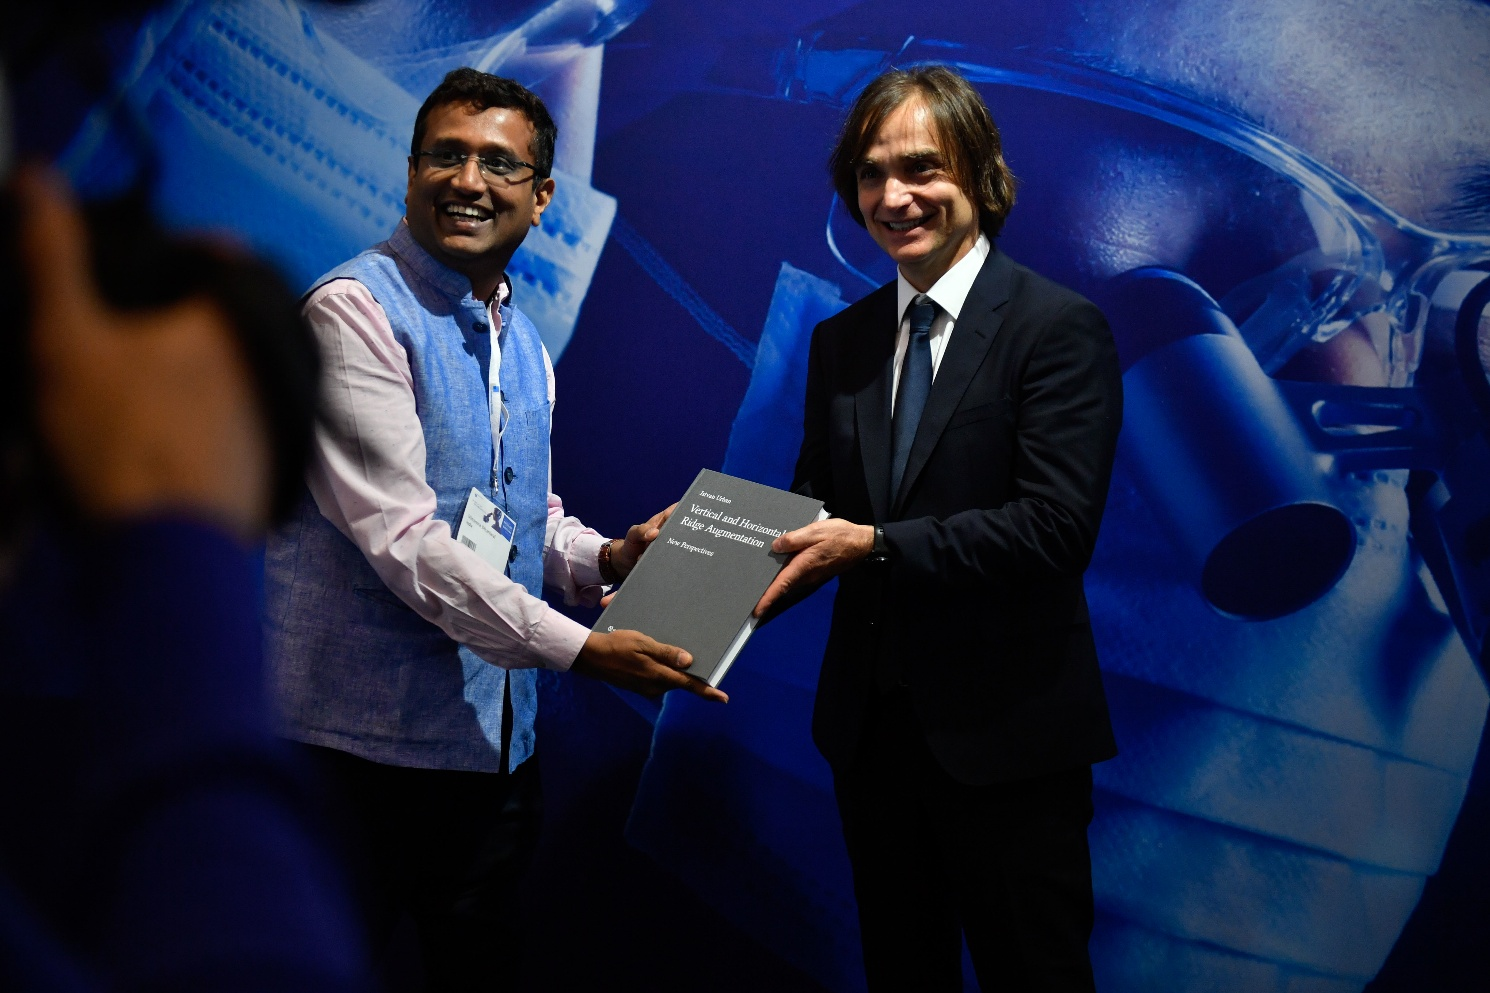 Istvan Urban
Vertical and Horizontal
Ridge Augmentation
New Perspectives